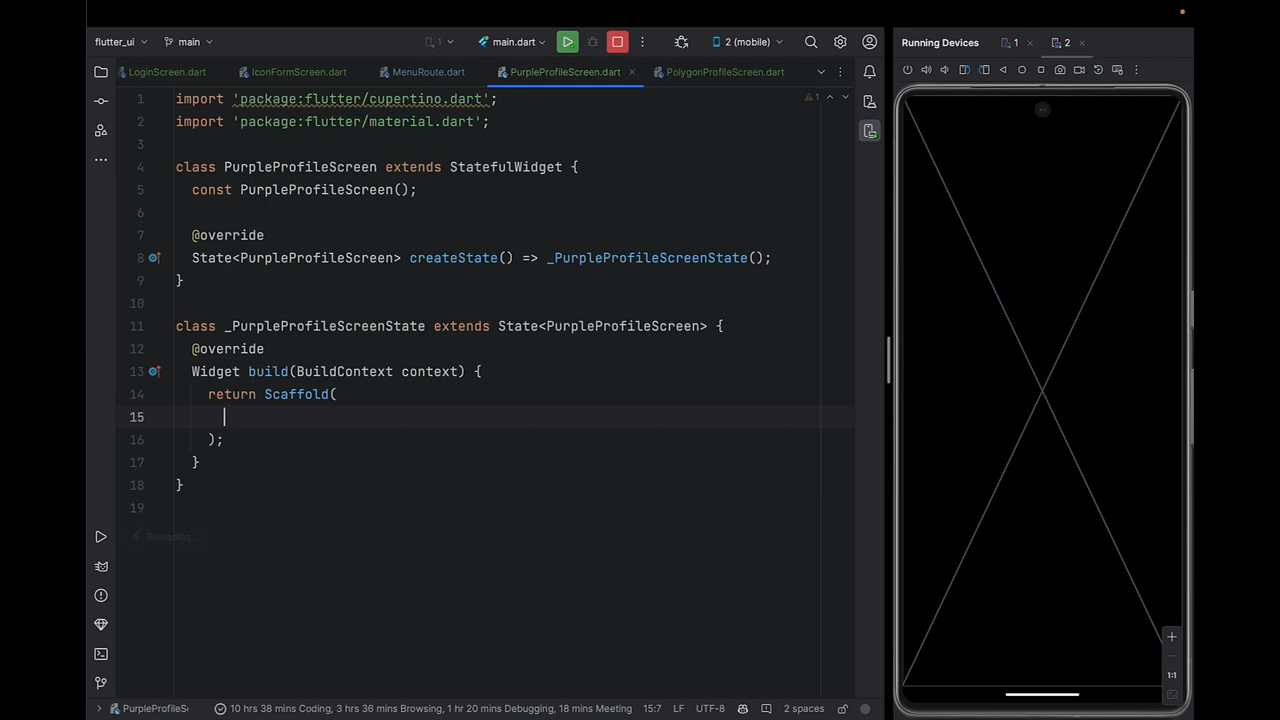 flutter_ui
main
1
main.dart
2 (mobile)
Running Devices
1
2
LoginScreen.dart
IconFormScreen.dart
MenuRoute.dart
PurpleProfileScreen.dart
PolygonProfileScreen.dart
1 import 'package:flutter/cupertino.dart';
1
2 import 'package:flutter/material.dart';
3
4 class PurpleProfileScreen extends StatefulWidget {
5 const PurpleProfileScreen();
6
7 @override
8 State<PurpleProfileScreen> createState() => _PurpleProfileScreenState();
9 }
10
11 class _PurpleProfileScreenState extends State<PurpleProfileScreen> {
12 @override
13 Widget build(BuildContext context) {
14 return Scaffold(
15
16 );
17 }
18 }
19
Reloading...
1:1
PurpleProfileS
10 hrs 38 mins Coding, 3 hrs 36 mins Browsing, 1 hr 20 mins Debugging, 18 mins Meeting
15:7
LF
UTF-8
2 spaces